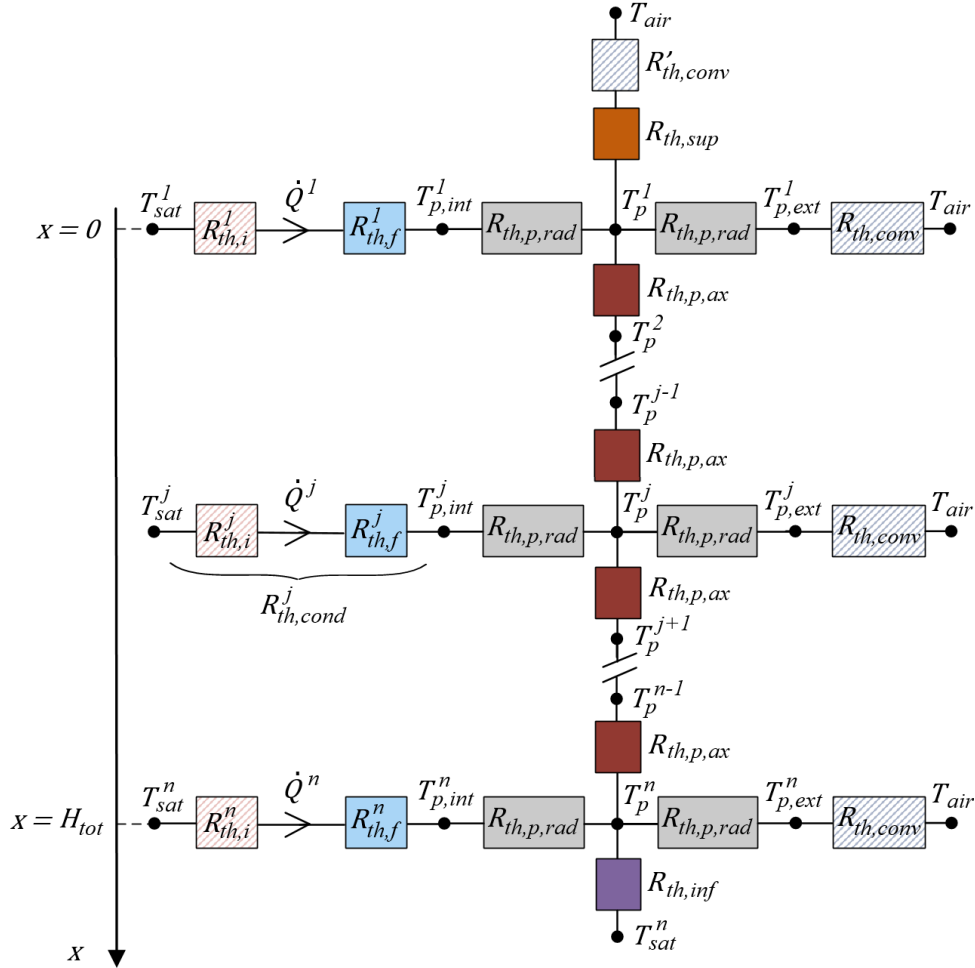 T_air
R'_th,conv
R_th,sup
T^1_sat Q̇^1 T^1_p,int T^1_p T^1_p,ext T_air
x = 0 R^1_th,i R^1_th,f R_th,p,rad R_th,p,rad R_th,conv
R_th,p,ax
T^2_p
T^j-1_p
R_th,p,ax
T^j_sat Q̇^j T^j_p,int T^j_p T^j_p,ext T_air
R^j_th,i R^j_th,f R_th,p,rad R_th,p,rad R_th,conv
R^j_th,cond R_th,p,ax
T^j+1_p
T^n-1_p
R_th,p,ax
T^n_sat Q̇^n T^n_p,int T^n_p T^n_p,ext T_air
x = H_tot R^n_th,i R^n_th,f R_th,p,rad R_th,p,rad R_th,conv
R_th,inf
T^n_sat
x